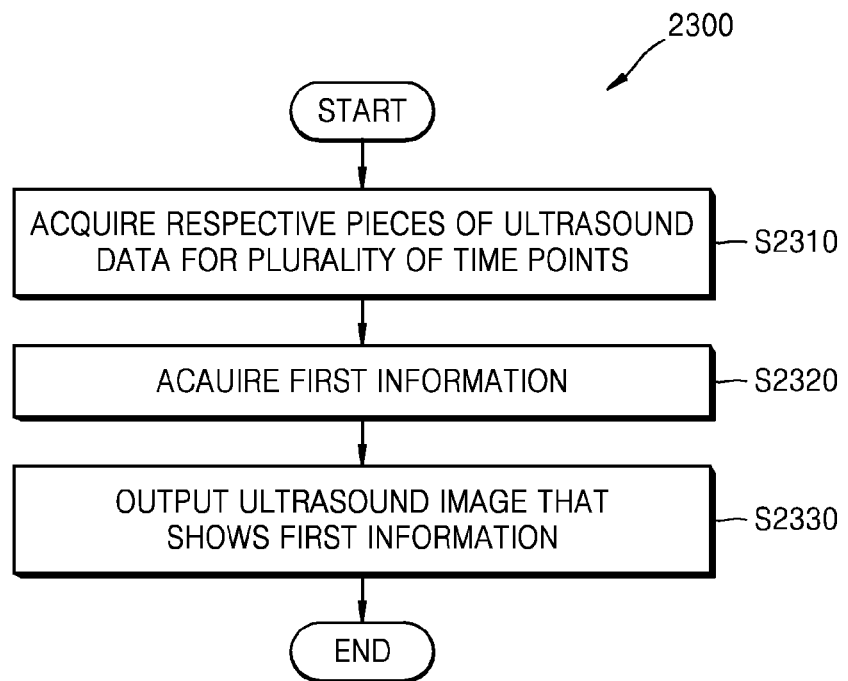 2300
START
ACQUIRE RESPECTIVE PIECES OF ULTRASOUND
DATA FOR PLURALITY OF TIME POINTS
S2310
ACAUIRE FIRST INFORMATION
S2320
OUTPUT ULTRASOUND IMAGE THAT
SHOWS FIRST INFORMATION
S2330
END